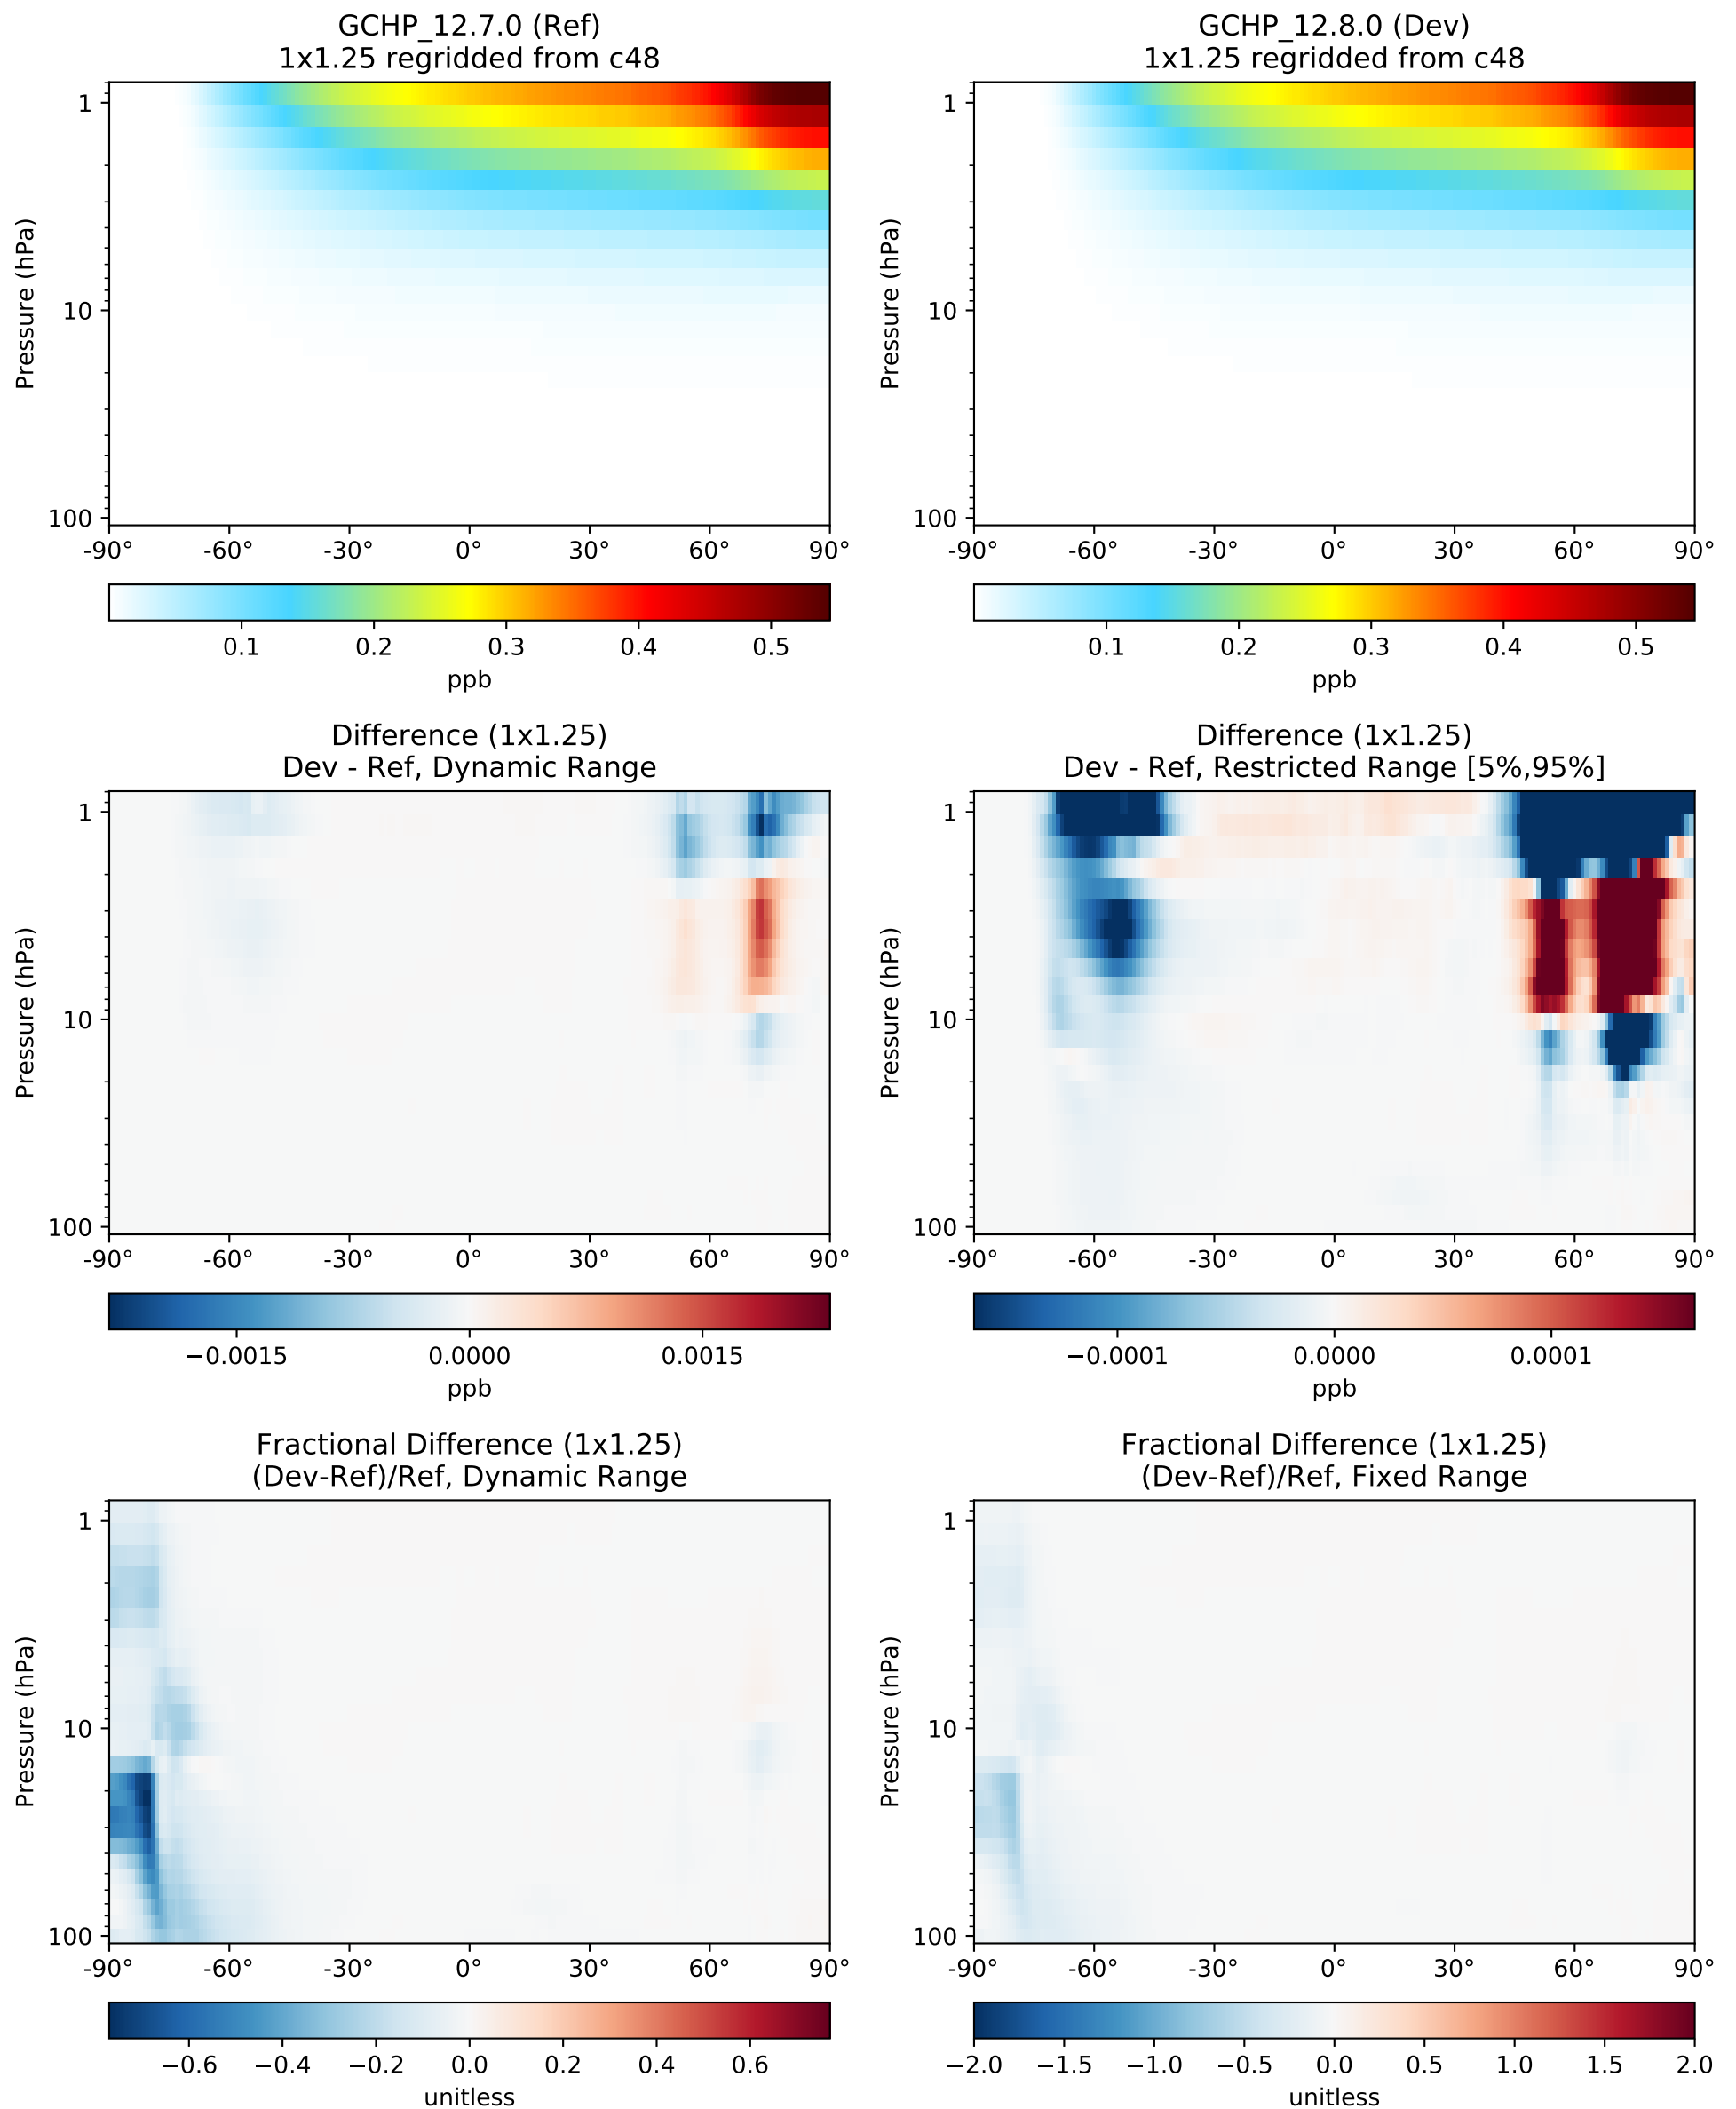 GCHP_12.7.0 (Ref)
1x1.25 regridded from c48
1
10
100
Pressure (hPa)
-90° -60° -30° 0° 30° 60° 90°
0.1 0.2 0.3 0.4 0.5
ppb
GCHP_12.8.0 (Dev)
1x1.25 regridded from c48
1
10
100
Pressure (hPa)
-90° -60° -30° 0° 30° 60° 90°
0.1 0.2 0.3 0.4 0.5
ppb
Difference (1x1.25)
Dev - Ref, Dynamic Range
1
10
100
Pressure (hPa)
-90° -60° -30° 0° 30° 60° 90°
−0.0015 0.0000 0.0015
ppb
Difference (1x1.25)
Dev - Ref, Restricted Range [5%,95%]
1
10
100
Pressure (hPa)
-90° -60° -30° 0° 30° 60° 90°
−0.0001 0.0000 0.0001
ppb
Fractional Difference (1x1.25)
(Dev-Ref)/Ref, Dynamic Range
1
10
100
Pressure (hPa)
-90° -60° -30° 0° 30° 60° 90°
−0.6 −0.4 −0.2 0.0 0.2 0.4 0.6
unitless
Fractional Difference (1x1.25)
(Dev-Ref)/Ref, Fixed Range
1
10
100
Pressure (hPa)
-90° -60° -30° 0° 30° 60° 90°
−2.0 −1.5 −1.0 −0.5 0.0 0.5 1.0 1.5 2.0
unitless